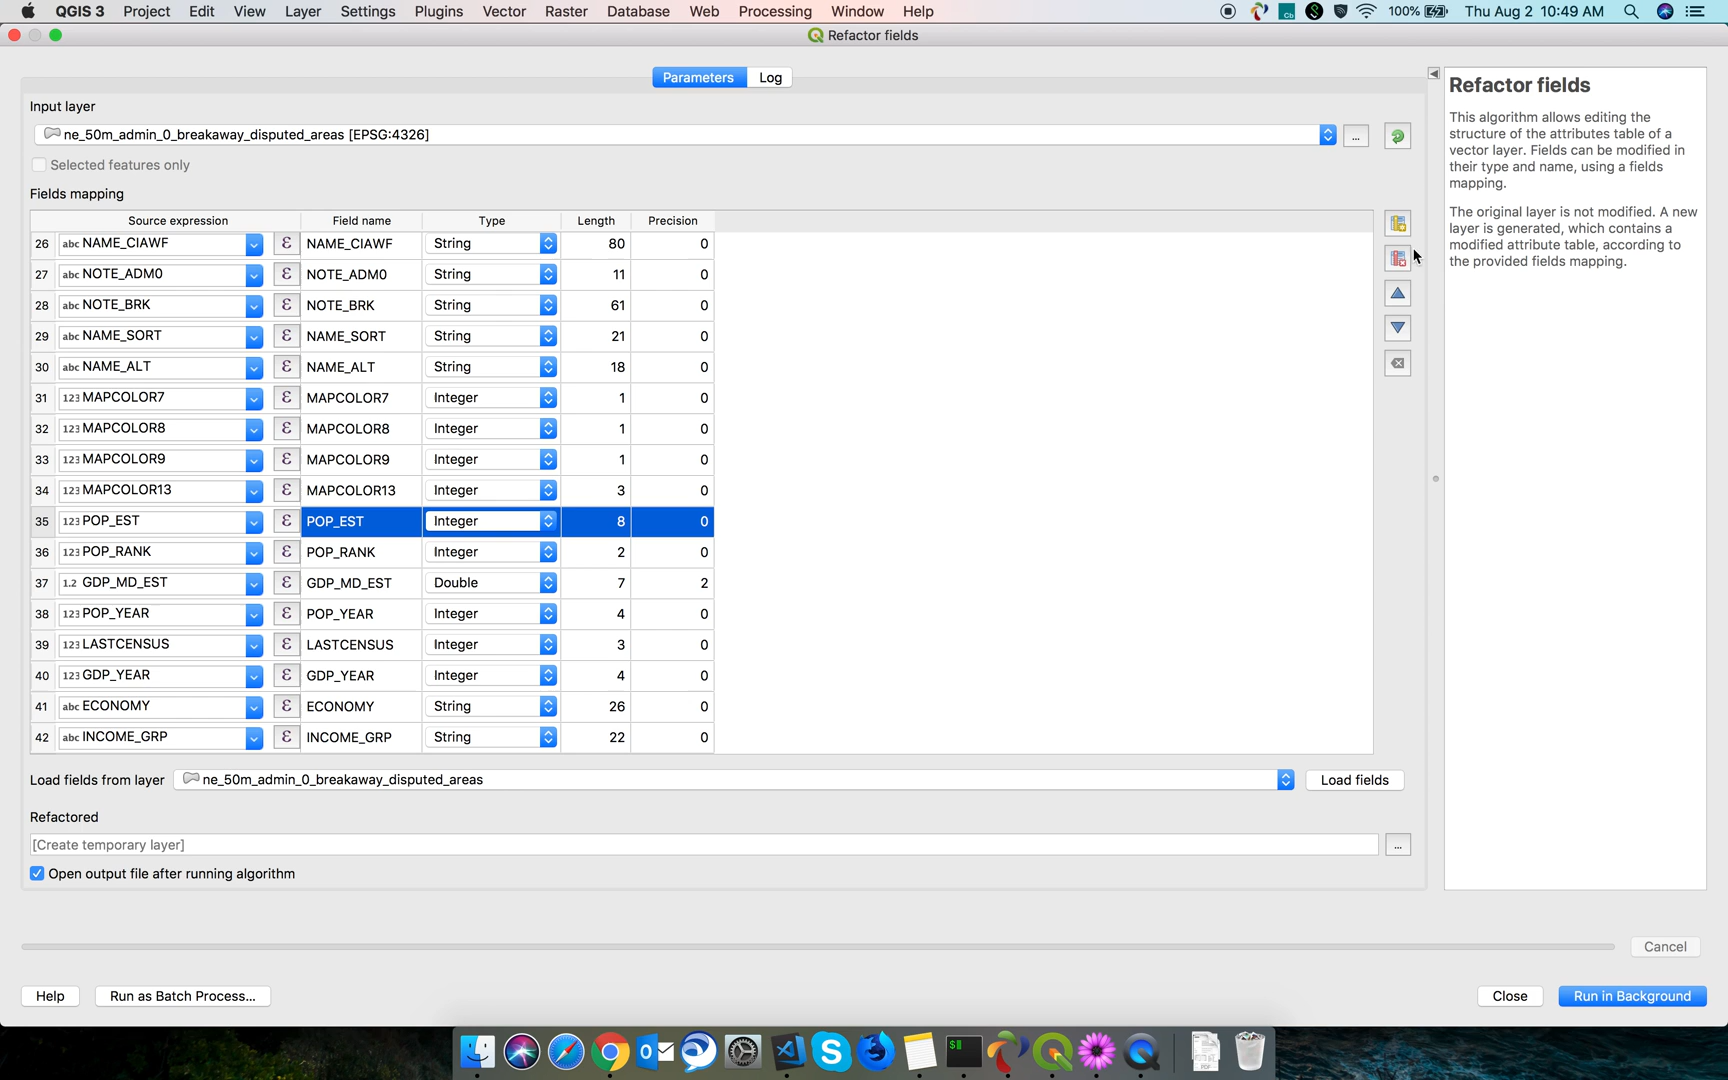 QGIS 3 Project Edit View Layer Settings Plugins Vector Raster Database Web Processing Window Help 100% Thu Aug 2 10:49 AM
Refactor fields
Parameters Log
Input layer
ne_50m_admin_0_breakaway_disputed_areas [EPSG:4326] ...
Selected features only
Fields mapping
Source expression Field name Type Length Precision
26 abc NAME_CIAWF ε NAME_CIAWF String 80 0
27 abc NOTE_ADM0 ε NOTE_ADM0 String 11 0
28 abc NOTE_BRK ε NOTE_BRK String 61 0
29 abc NAME_SORT ε NAME_SORT String 21 0
30 abc NAME_ALT ε NAME_ALT String 18 0
31 123 MAPCOLOR7 ε MAPCOLOR7 Integer 1 0
32 123 MAPCOLOR8 ε MAPCOLOR8 Integer 1 0
33 123 MAPCOLOR9 ε MAPCOLOR9 Integer 1 0
34 123 MAPCOLOR13 ε MAPCOLOR13 Integer 3 0
35 123 POP_EST ε POP_EST Integer 8 0
36 123 POP_RANK ε POP_RANK Integer 2 0
37 1.2 GDP_MD_EST ε GDP_MD_EST Double 7 2
38 123 POP_YEAR ε POP_YEAR Integer 4 0
39 123 LASTCENSUS ε LASTCENSUS Integer 3 0
40 123 GDP_YEAR ε GDP_YEAR Integer 4 0
41 abc ECONOMY ε ECONOMY String 26 0
42 abc INCOME_GRP ε INCOME_GRP String 22 0
Load fields from layer ne_50m_admin_0_breakaway_disputed_areas Load fields
Refactored
[Create temporary layer] ...
Open output file after running algorithm
Refactor fields
This algorithm allows editing the
structure of the attributes table of a
vector layer. Fields can be modified in
their type and name, using a fields
mapping.
The original layer is not modified. A new
layer is generated, which contains a
modified attribute table, according to
the provided fields mapping.
Cancel
Help Run as Batch Process... Close Run in Background